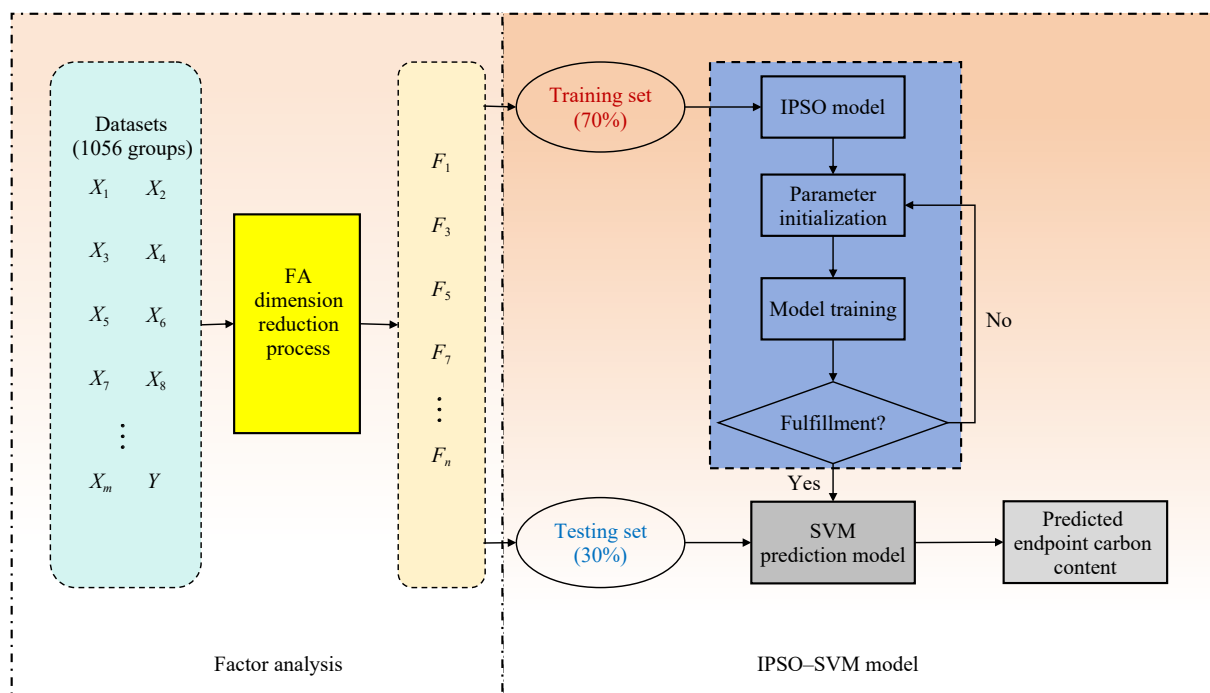 Datasets
(1056 groups)
X₁ X₂
X₃ X₄
X₅ X₆
X₇ X₈
⋮
Xₘ Y
FA
dimension
reduction
process
F₁
F₃
F₅
F₇
⋮
Fₙ
Factor analysis
Training set
(70%)
IPSO model
Parameter
initialization
Model training
Fulfillment?
No
Yes
Testing set
(30%)
SVM
prediction model
Predicted
endpoint carbon
content
IPSO–SVM model